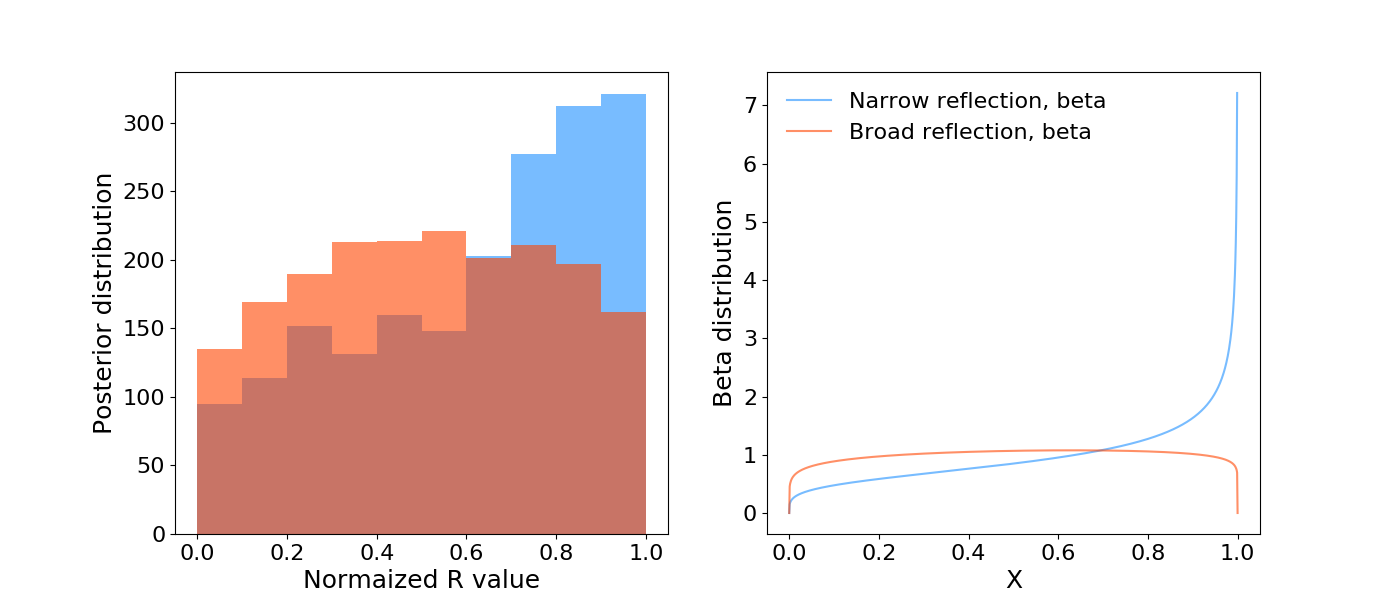 Posterior distribution
300
250
200
150
100
50
0
0.0 0.2 0.4 0.6 0.8 1.0
Normaized R value
Beta distribution
7
6
5
4
3
2
1
0
0.0 0.2 0.4 0.6 0.8 1.0
X
Narrow reflection, beta
Broad reflection, beta